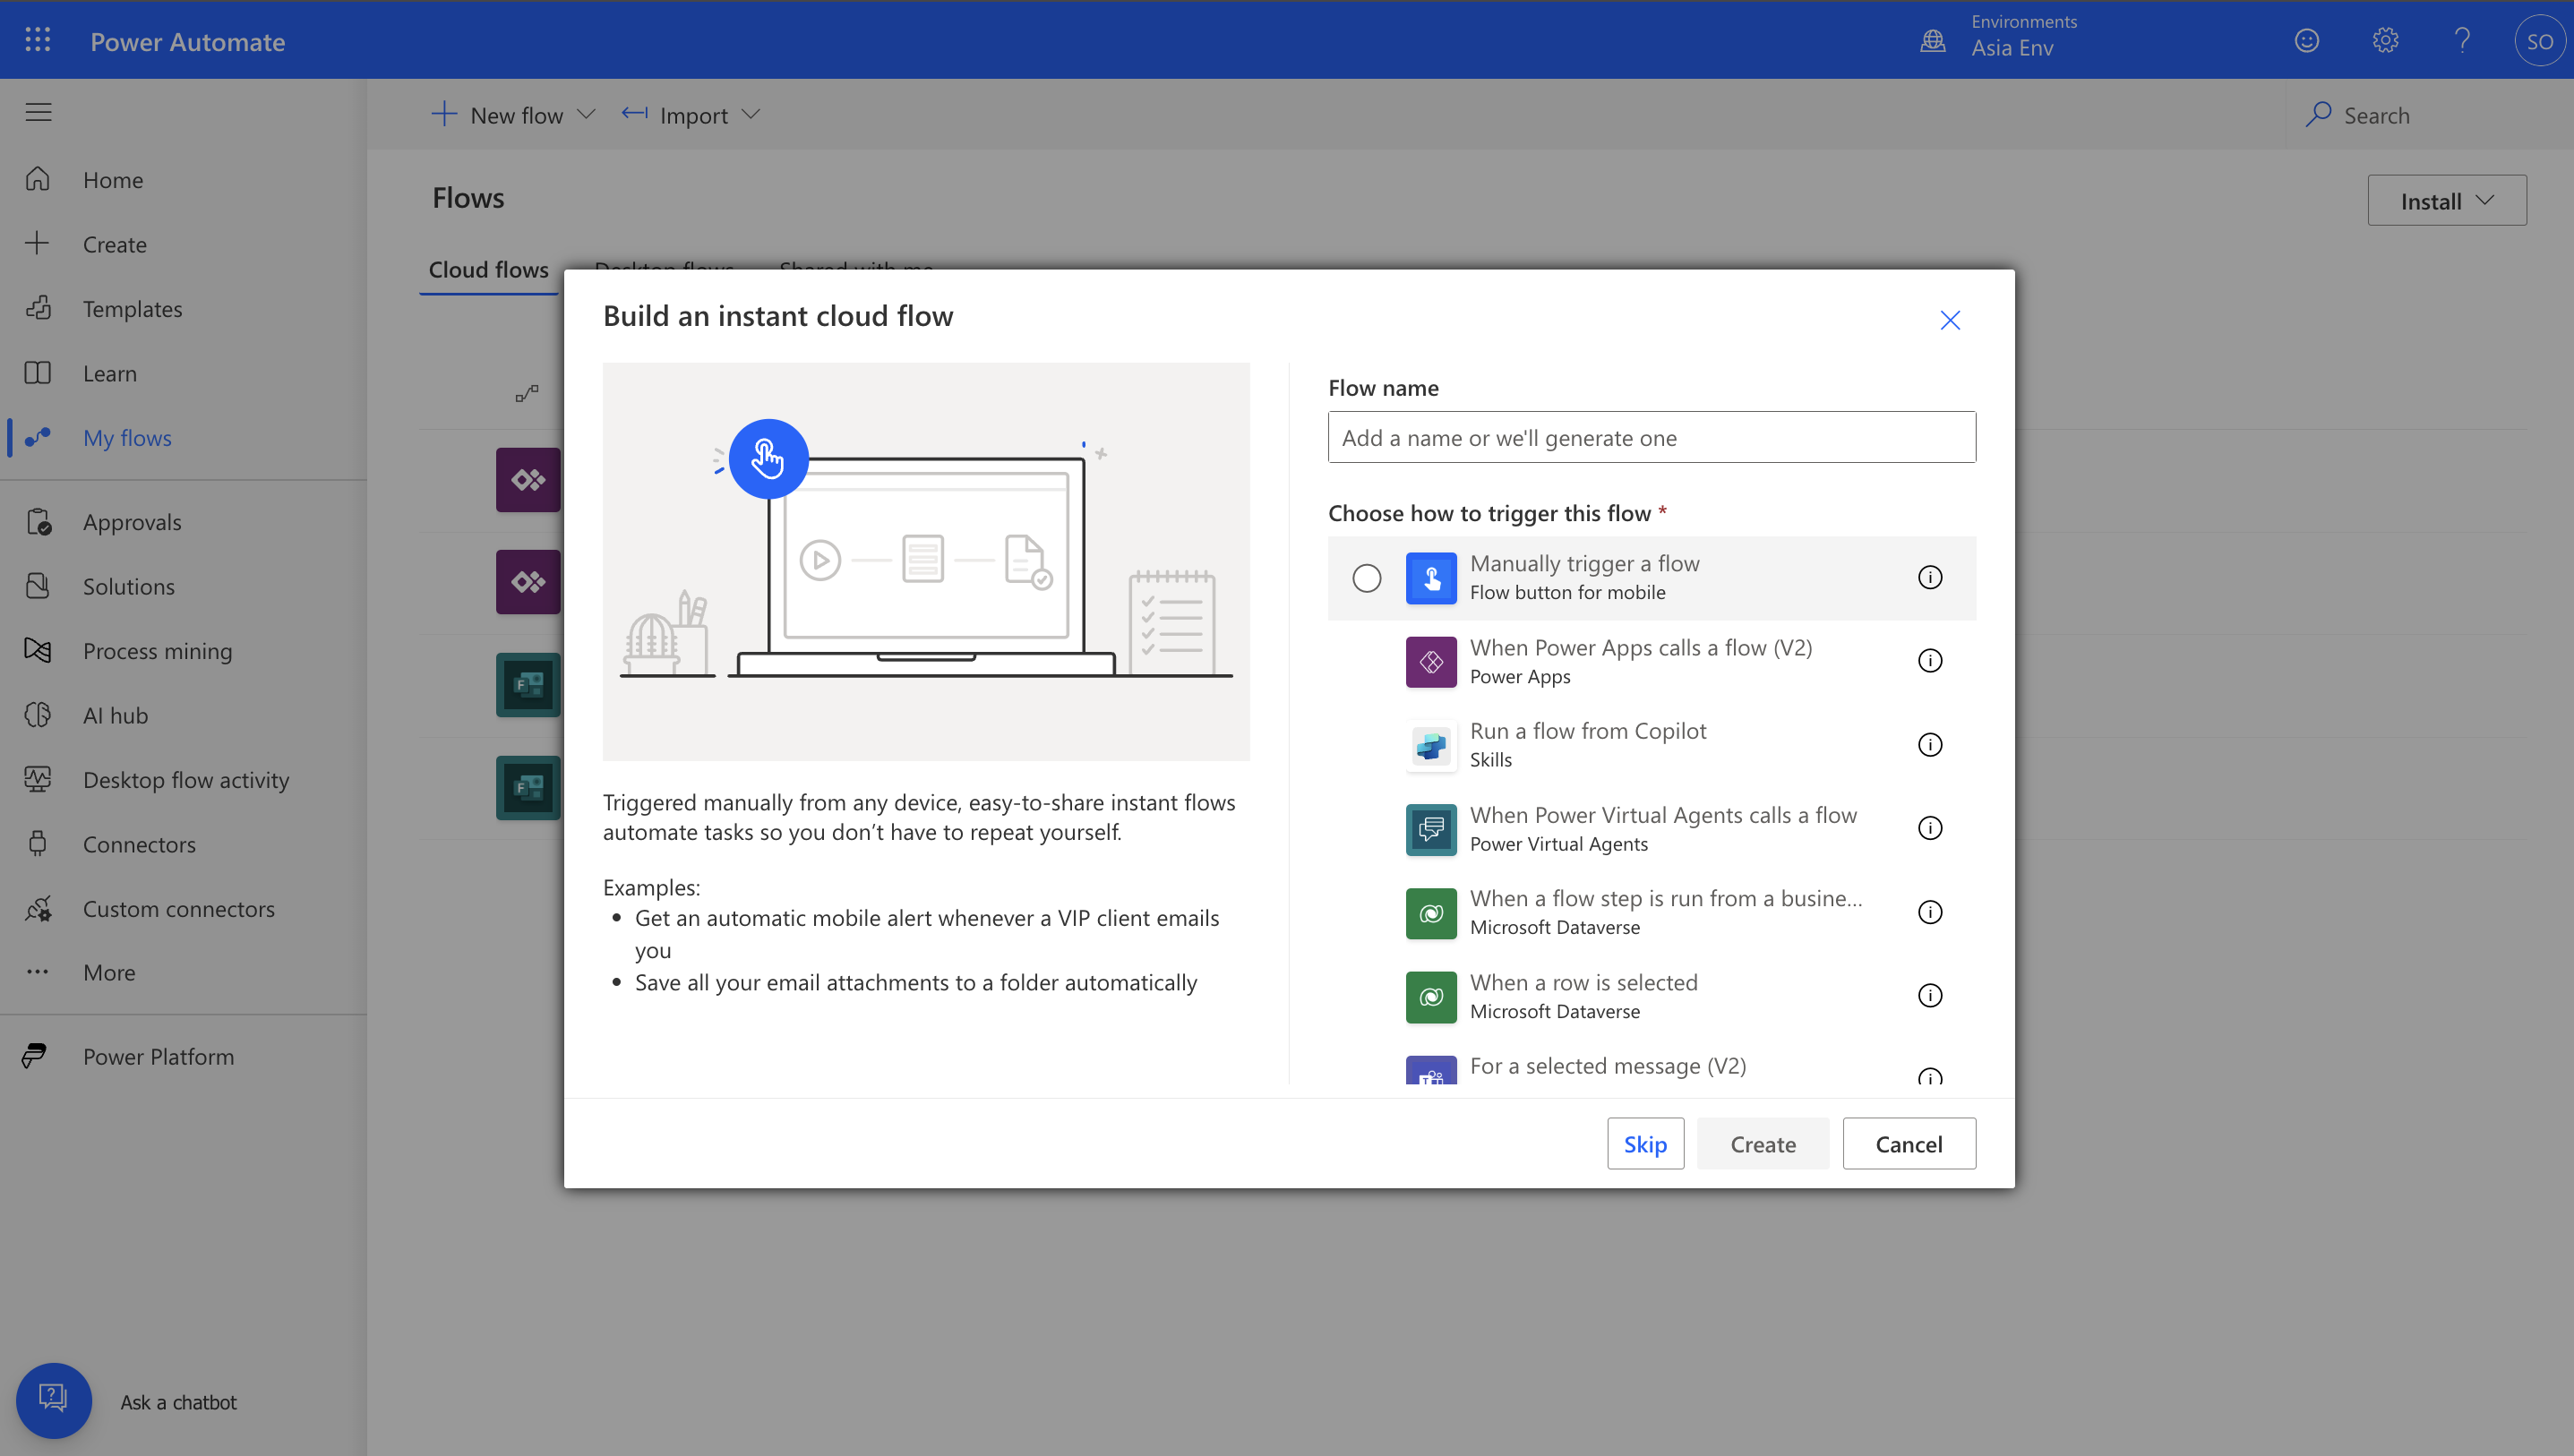 Power Automate
Environments
Asia Env
?
SO
New flow
Import
Search
Home
Create
Templates
Learn
My flows
Approvals
Solutions
Process mining
AI hub
Desktop flow activity
Connectors
Custom connectors
More
Power Platform
Ask a chatbot
Flows
Install
Cloud flows
Desktop flows
Shared with me
F
F
Build an instant cloud flow
Triggered manually from any device, easy-to-share instant flows
automate tasks so you don’t have to repeat yourself.
Examples:
• Get an automatic mobile alert whenever a VIP client emails
you
• Save all your email attachments to a folder automatically
Flow name
Add a name or we'll generate one
Choose how to trigger this flow *
Manually trigger a flow
Flow button for mobile
When Power Apps calls a flow (V2)
Power Apps
Run a flow from Copilot
Skills
When Power Virtual Agents calls a flow
Power Virtual Agents
When a flow step is run from a busine...
Microsoft Dataverse
When a row is selected
Microsoft Dataverse
For a selected message (V2)
Skip
Create
Cancel